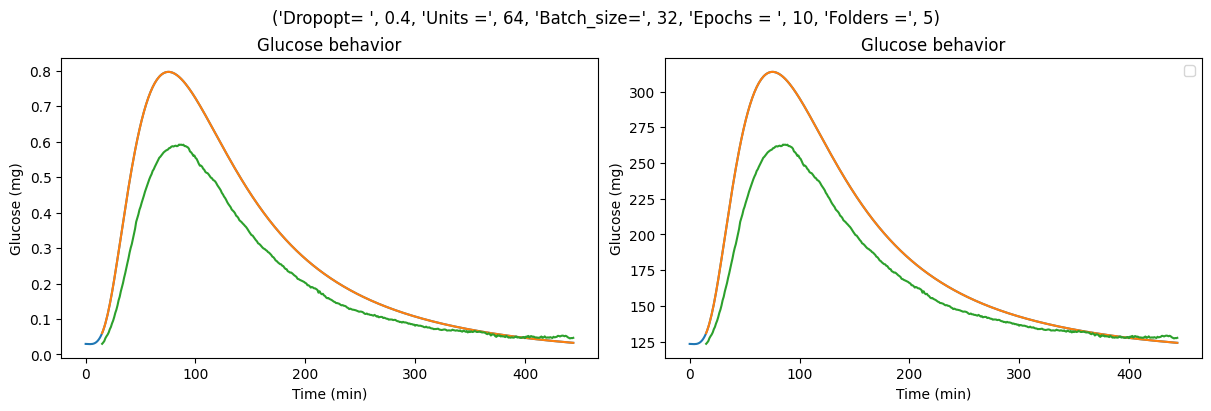 ('Dropopt= ', 0.4, 'Units =', 64, 'Batch_size=', 32, 'Epochs = ', 10, 'Folders =', 5)
Glucose behavior
Glucose (mg)
0.8
0.7
0.6
0.5
0.4
0.3
0.2
0.1
0.0
0 100 200 300 400
Time (min)
Glucose behavior
Glucose (mg)
300
275
250
225
200
175
150
125
0 100 200 300 400
Time (min)